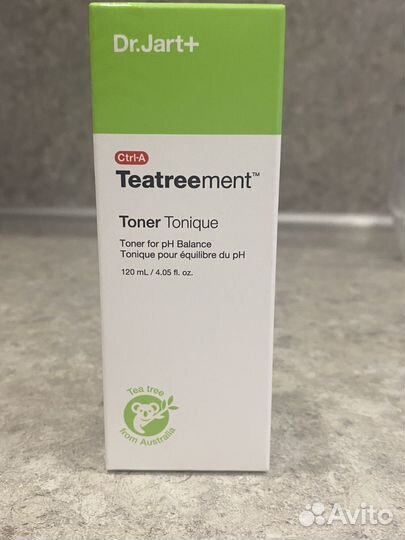 Dr.Jart+
Ctrl·A
Teatreement™
Toner Tonique
Toner for pH Balance
Tonique pour équilibre du pH
120 mL / 4.05 fl. oz.
Tea tree
from Australia
Avito